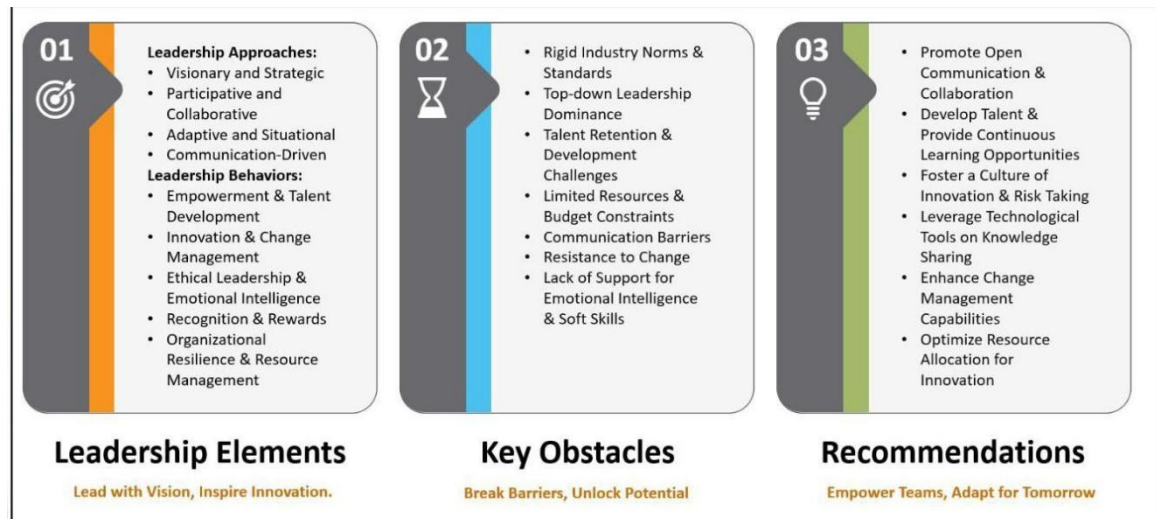 01
Leadership Approaches:
• Visionary and Strategic
• Participative and
Collaborative
• Adaptive and Situational
• Communication-Driven
Leadership Behaviors:
• Empowerment & Talent
Development
• Innovation & Change
Management
• Ethical Leadership &
Emotional Intelligence
• Recognition & Rewards
• Organizational
Resilience & Resource
Management
Leadership Elements
Lead with Vision, Inspire Innovation.
02
• Rigid Industry Norms &
Standards
• Top-down Leadership
Dominance
• Talent Retention &
Development
Challenges
• Limited Resources &
Budget Constraints
• Communication Barriers
• Resistance to Change
• Lack of Support for
Emotional Intelligence
& Soft Skills
Key Obstacles
Break Barriers, Unlock Potential
03
• Promote Open
Communication &
Collaboration
• Develop Talent &
Provide Continuous
Learning Opportunities
• Foster a Culture of
Innovation & Risk Taking
• Leverage Technological
Tools on Knowledge
Sharing
• Enhance Change
Management
Capabilities
• Optimize Resource
Allocation for
Innovation
Recommendations
Empower Teams, Adapt for Tomorrow